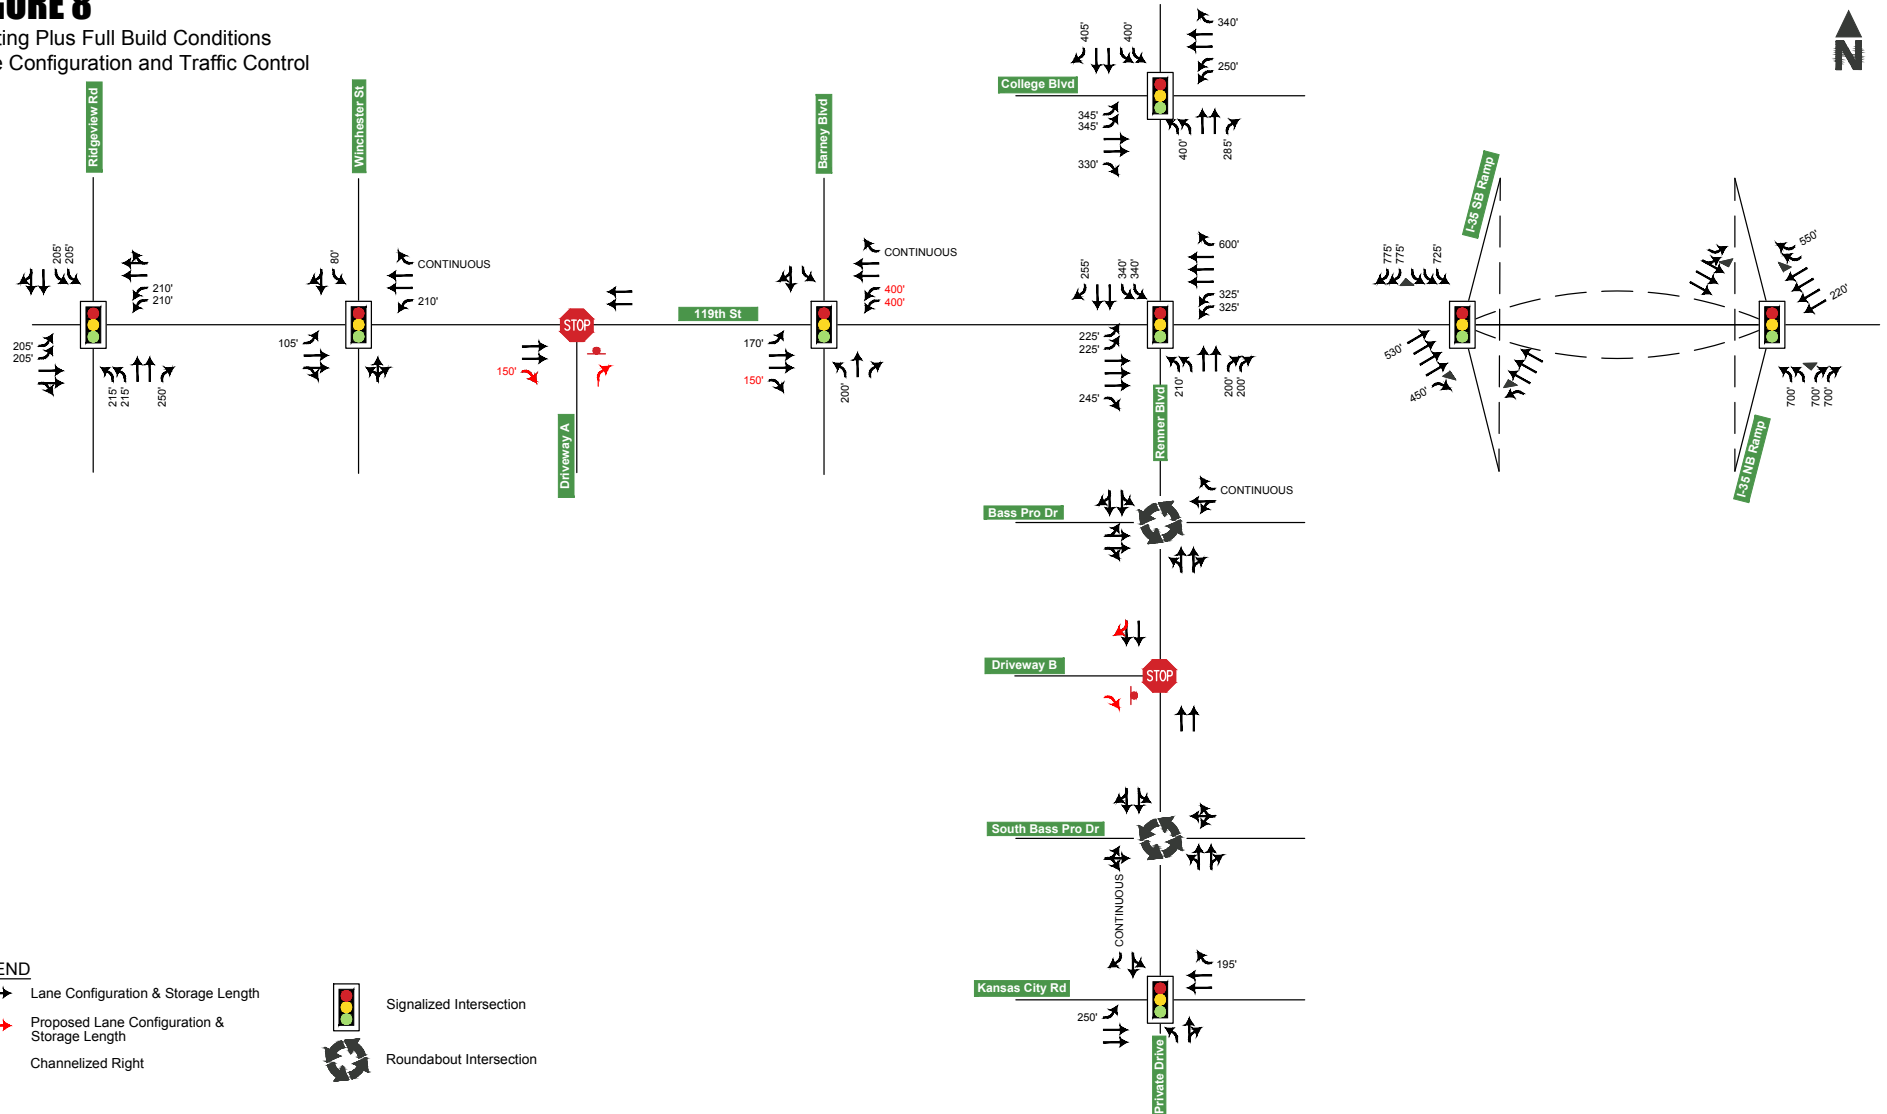 GURE 8
ting Plus Full Build Conditions
e Configuration and Traffic Control
N
405'
400'
340'
250'
College Blvd
345'
345'
330'
400'
285'
Ridgeview Rd
Winchester St
Barney Blvd
I-35 SB Ramp
205'
205'
210'
210'
205'
205'
215'
215'
250'
80'
CONTINUOUS
210'
105'
STOP
150'
Driveway A
119th St
CONTINUOUS
400'
400'
170'
150'
200'
255'
340'
340'
600'
325'
325'
225'
225'
245'
210'
200'
200'
Renner Blvd
775'
775'
725'
530'
450'
550'
220'
700'
700'
700'
I-35 NB Ramp
CONTINUOUS
Bass Pro Dr
Driveway B
STOP
South Bass Pro Dr
CONTINUOUS
195'
Kansas City Rd
250'
Private Drive
END
Lane Configuration & Storage Length
Proposed Lane Configuration &
Storage Length
Channelized Right
Signalized Intersection
Roundabout Intersection